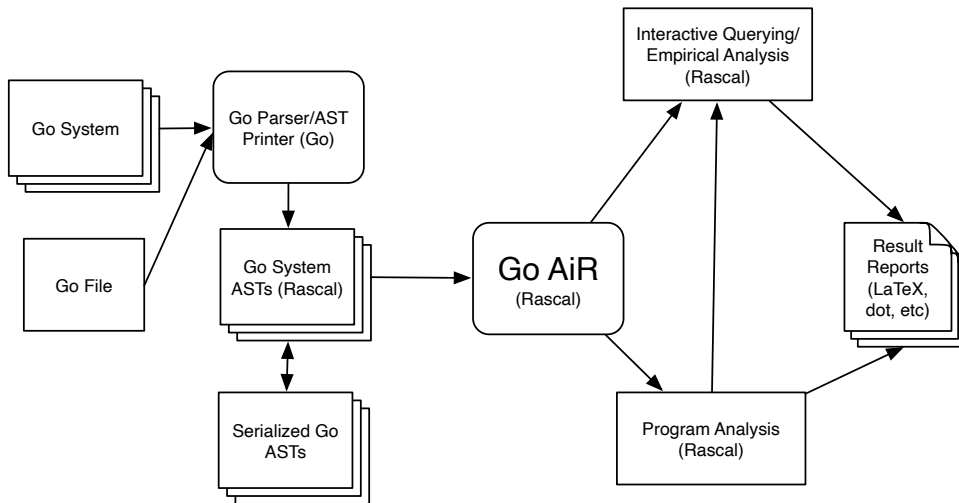 Interactive Querying/
Empirical Analysis
(Rascal)
Go System
Go Parser/AST
Printer (Go)
Go File
Go System
ASTs (Rascal)
Go AiR
(Rascal)
Result
Reports
(LaTeX,
dot, etc)
Serialized Go
ASTs
Program Analysis
(Rascal)